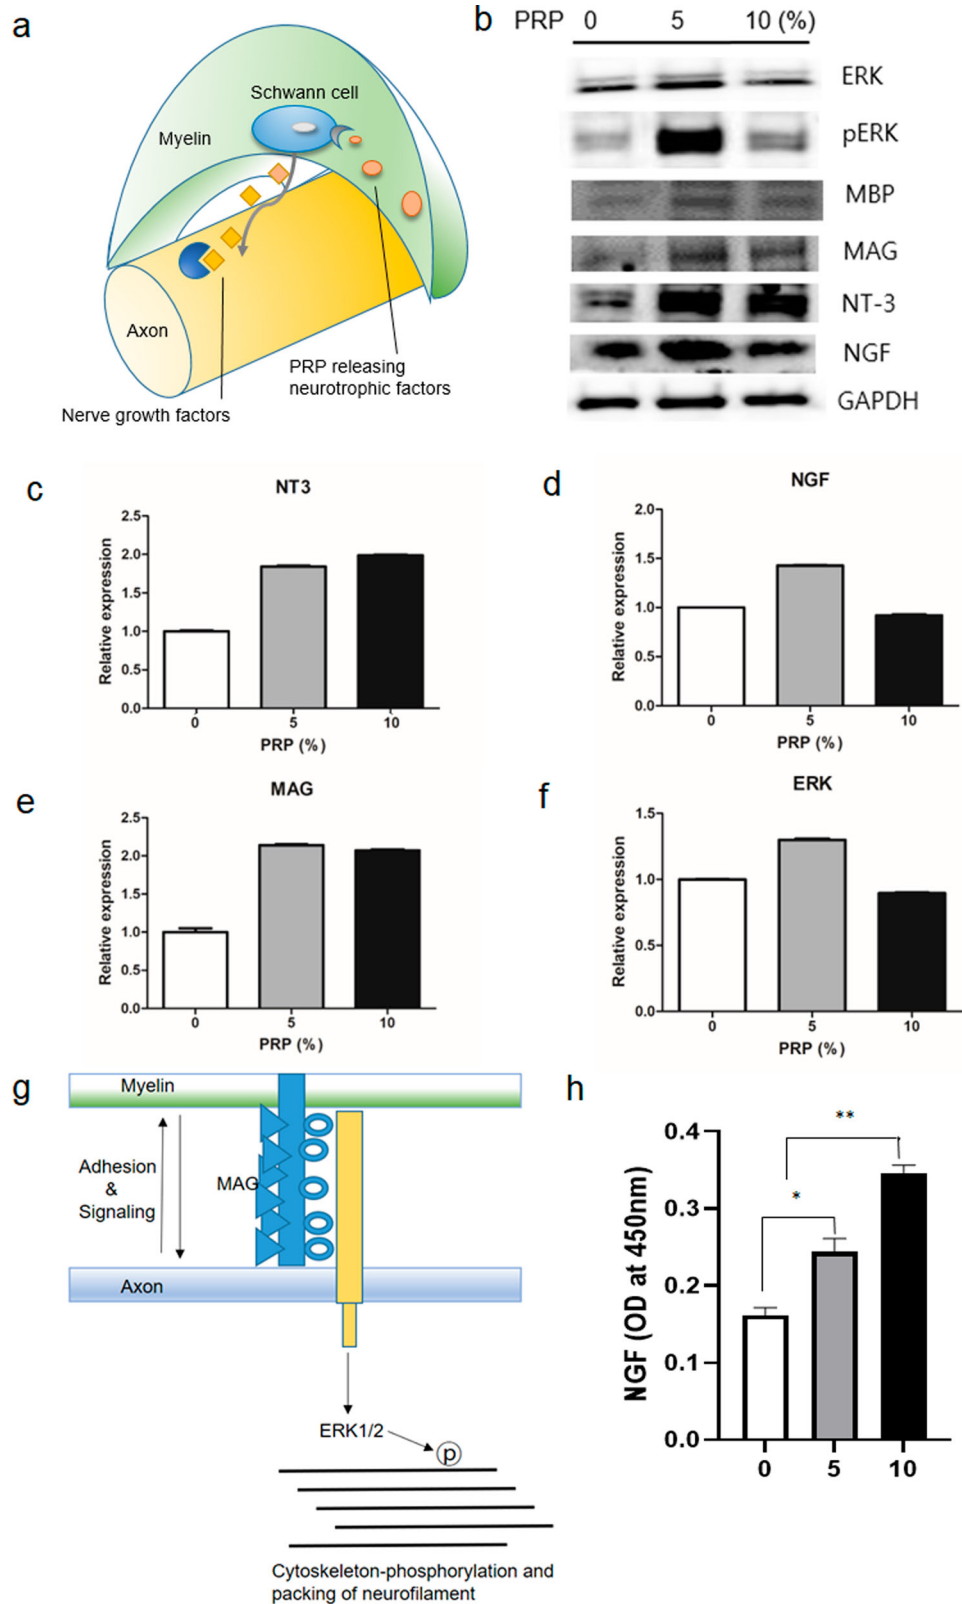 a
Schwann cell
Myelin
Axon
PRP releasing
neurotrophic factors
Nerve growth factors
b
PRP 0 5 10 (%)
ERK
pERK
MBP
MAG
NT-3
NGF
GAPDH
c
NT3
Relative expression
2.5
2.0
1.5
1.0
0.5
0.0
0 5 10
PRP (%)
d
NGF
Relative expression
2.0
1.5
1.0
0.5
0.0
0 5 10
PRP (%)
e
MAG
Relative expression
2.5
2.0
1.5
1.0
0.5
0.0
0 5 10
PRP (%)
f
ERK
Relative expression
1.5
1.0
0.5
0.0
0 5 10
PRP (%)
g
Myelin
Adhesion
&
Signaling
MAG
Axon
ERK1/2
p
Cytoskeleton-phosphorylation and
packing of neurofilament
h
NGF (OD at 450nm)
0.4
0.3
0.2
0.1
0.0
*
**
0 5 10